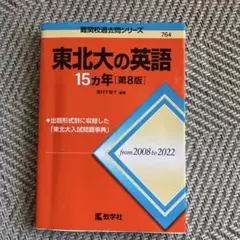 難関校過去問シリーズ
764
東北大の英語
15カ年[第8版]
編著
●出題形式別に収録した
「東北大入試問題事典」
from 2008 to 2022
教学社